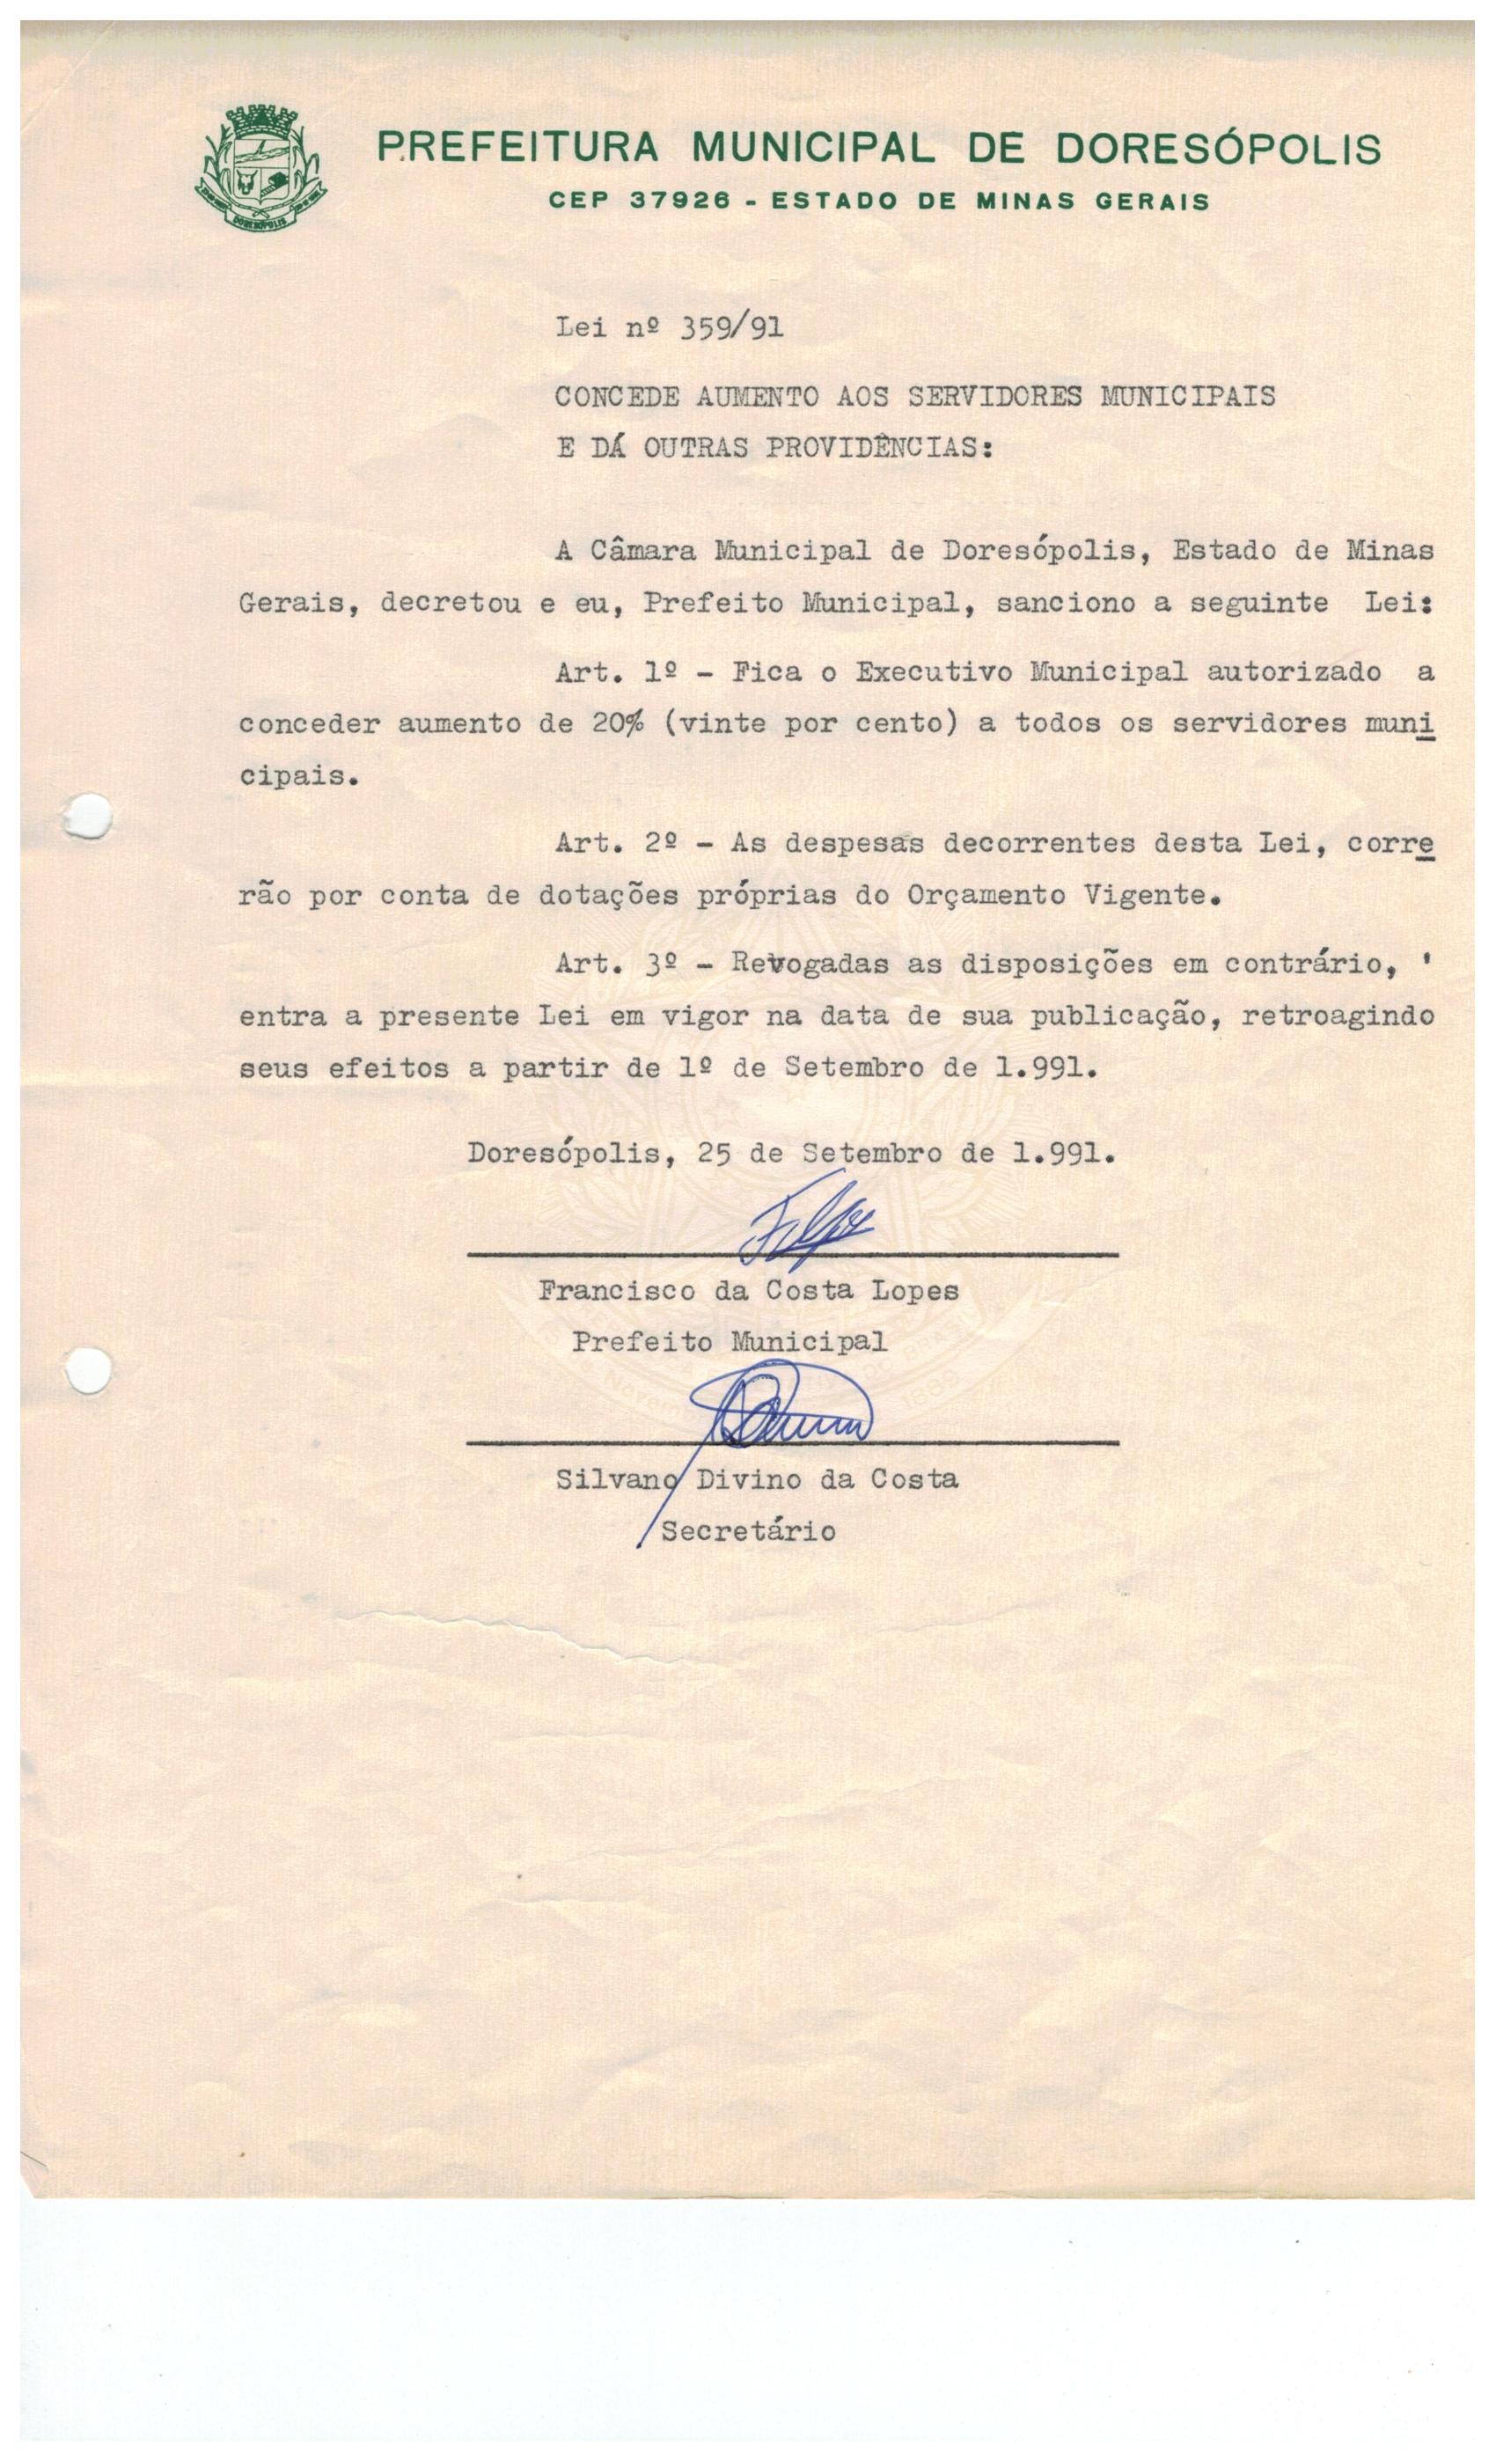 PREFEITURA MUNICIPAL DE DORESÓPOLIS
CEP 37926 - ESTADO DE MINAS GERAIS
DORESÓPOLIS
Lei nº 359/91
CONCEDE AUMENTO AOS SERVIDORES MUNICIPAIS
E DÁ OUTRAS PROVIDÊNCIAS:
A Câmara Municipal de Doresópolis, Estado de Minas
Gerais, decretou e eu, Prefeito Municipal, sanciono a seguinte Lei:
Art. 1º - Fica o Executivo Municipal autorizado a
conceder aumento de 20% (vinte por cento) a todos os servidores muni
cipais.
Art. 2º - As despesas decorrentes desta Lei, corre
rão por conta de dotações próprias do Orçamento Vigente.
Art. 3º - Revogadas as disposições em contrário, '
entra a presente Lei em vigor na data de sua publicação, retroagindo
seus efeitos a partir de 1º de Setembro de 1.991.
Doresópolis, 25 de Setembro de 1.991.
Francisco da Costa Lopes
Prefeito Municipal
Silvano Divino da Costa
Secretário